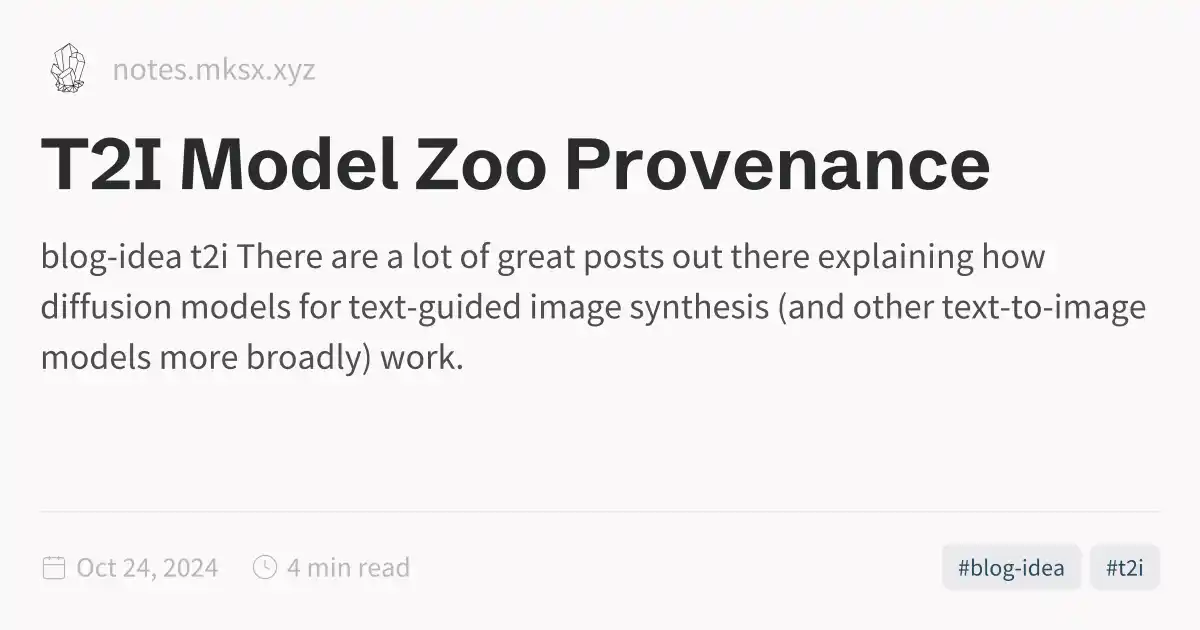 notes.mksx.xyz
T2I Model Zoo Provenance
blog-idea t2i There are a lot of great posts out there explaining how
diffusion models for text-guided image synthesis (and other text-to-image
models more broadly) work.
Oct 24, 2024 4 min read #blog-idea #t2i